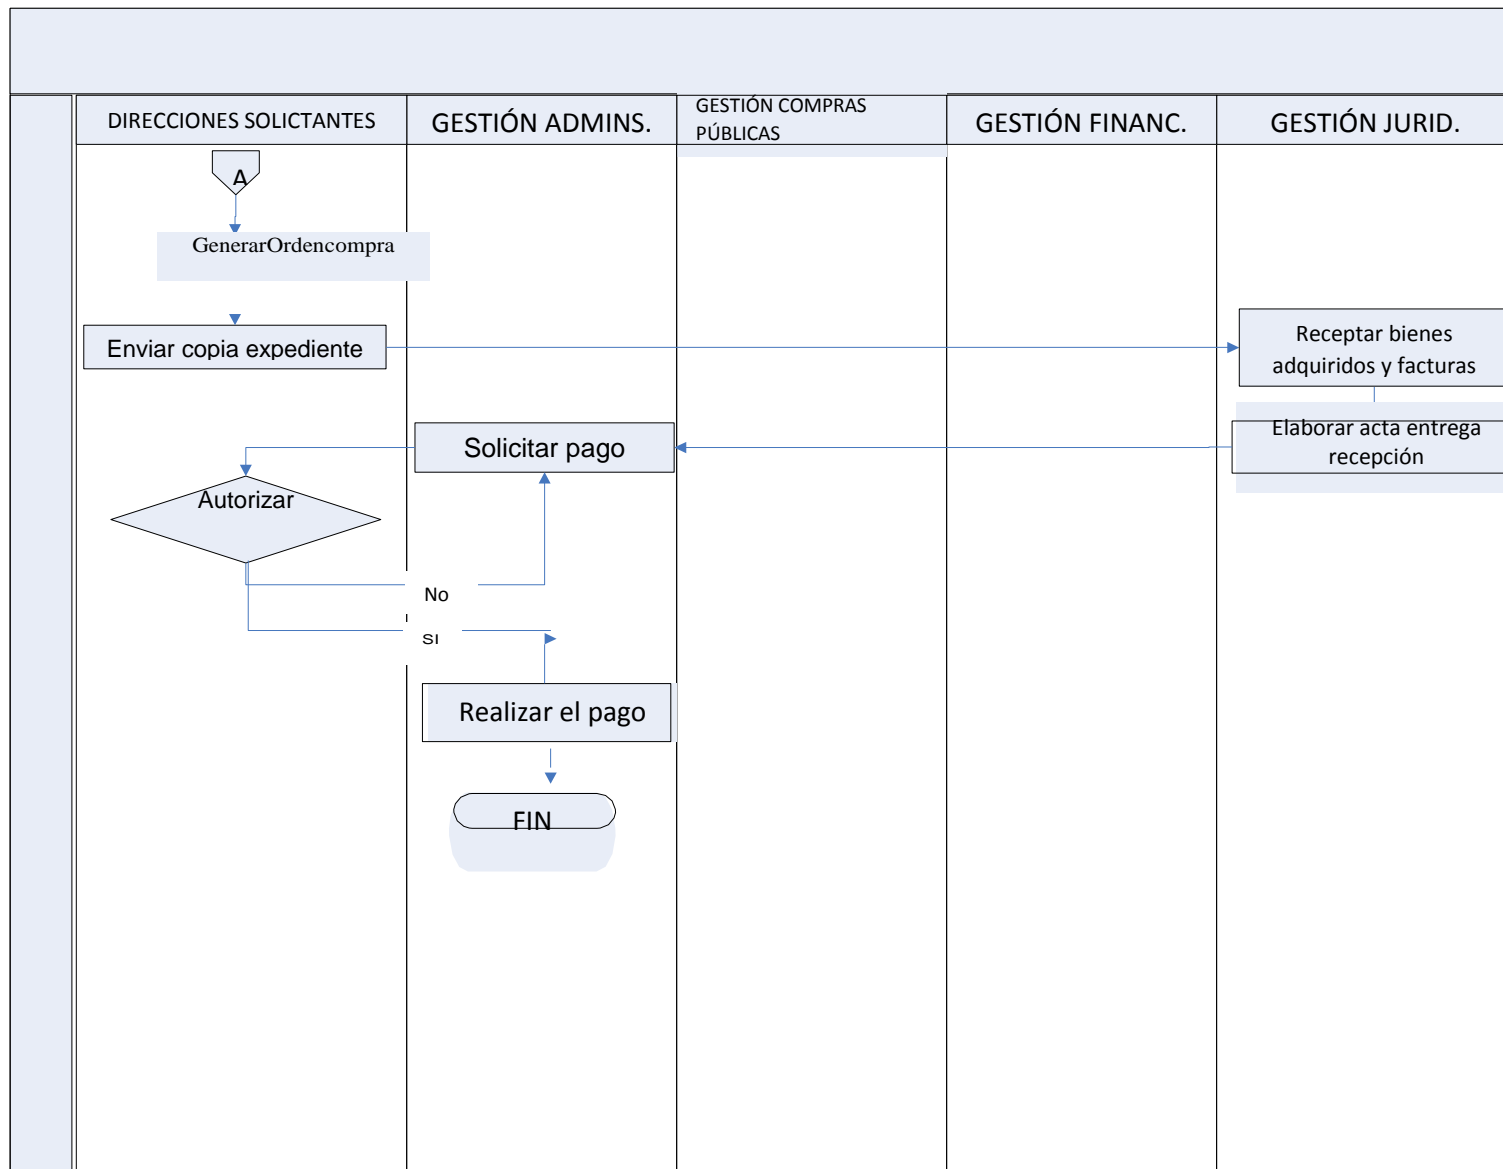 DIRECCIONES SOLICTANTES
GESTIÓN ADMINS.
GESTIÓN COMPRAS
PÚBLICAS
GESTIÓN FINANC.
GESTIÓN JURID.
A
GenerarOrdencompra
Enviar copia expediente
Receptar bienes
adquiridos y facturas
Solicitar pago
Elaborar acta entrega
recepción
Autorizar
No
SI
Realizar el pago
FIN